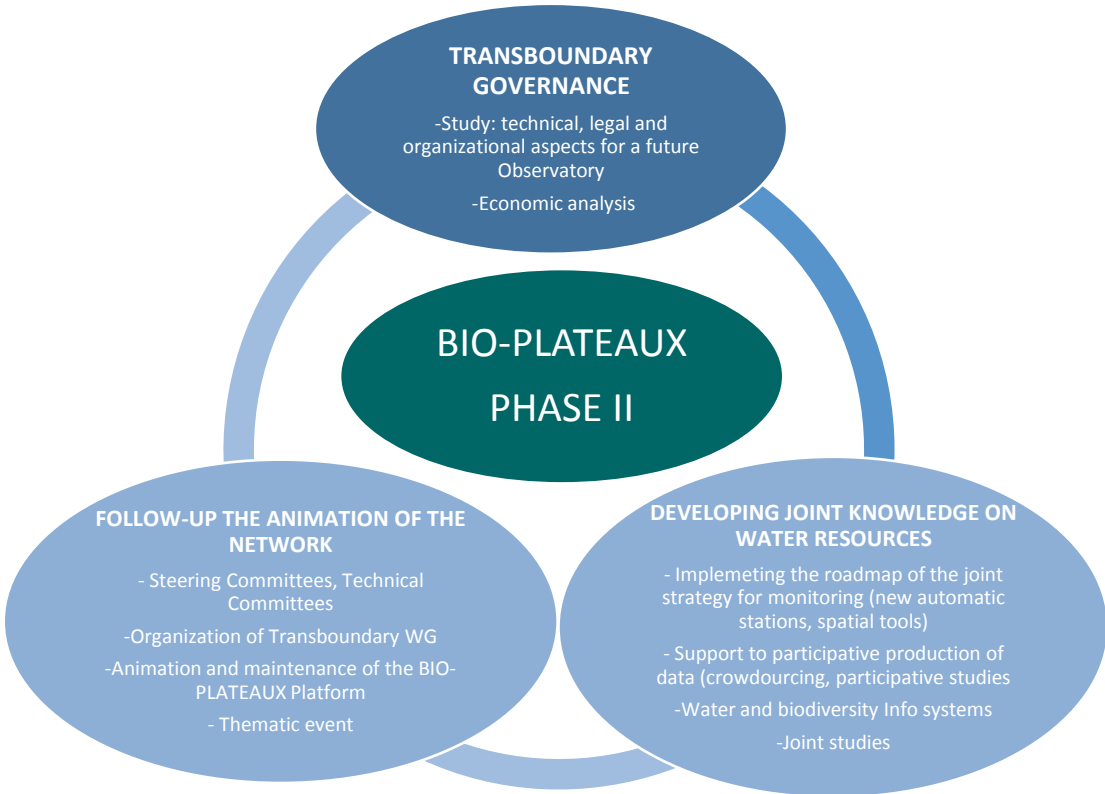 TRANSBOUNDARY
GOVERNANCE
-Study: technical, legal and
organizational aspects for a future
Observatory
-Economic analysis
BIO-PLATEAUX
PHASE II
FOLLOW-UP THE ANIMATION OF THE
NETWORK
- Steering Committees, Technical
Committees
-Organization of Transboundary WG
-Animation and maintenance of the BIO-
PLATEAUX Platform
- Thematic event
DEVELOPING JOINT KNOWLEDGE ON
WATER RESOURCES
- Implemeting the roadmap of the joint
strategy for monitoring (new automatic
stations, spatial tools)
- Support to participative production of
data (crowdourcing, participative studies
-Water and biodiversity Info systems
-Joint studies